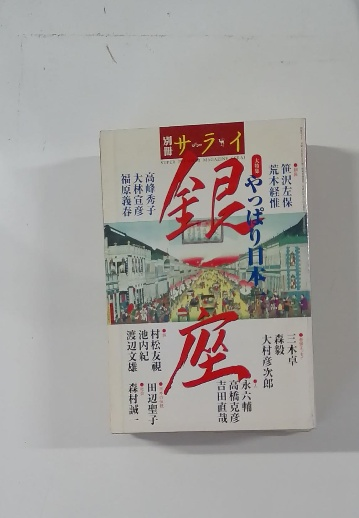 別冊
サライ
大特集
やっぱり日本
銀座
笹沢左保
荒木経惟
高峰秀子
大林宣彦
福原義春
三木卓
森毅
大村彦次郎
永六輔
高橋克彦
吉田直哉
村松友視
池内紀
渡辺文雄
田辺聖子
森村誠一